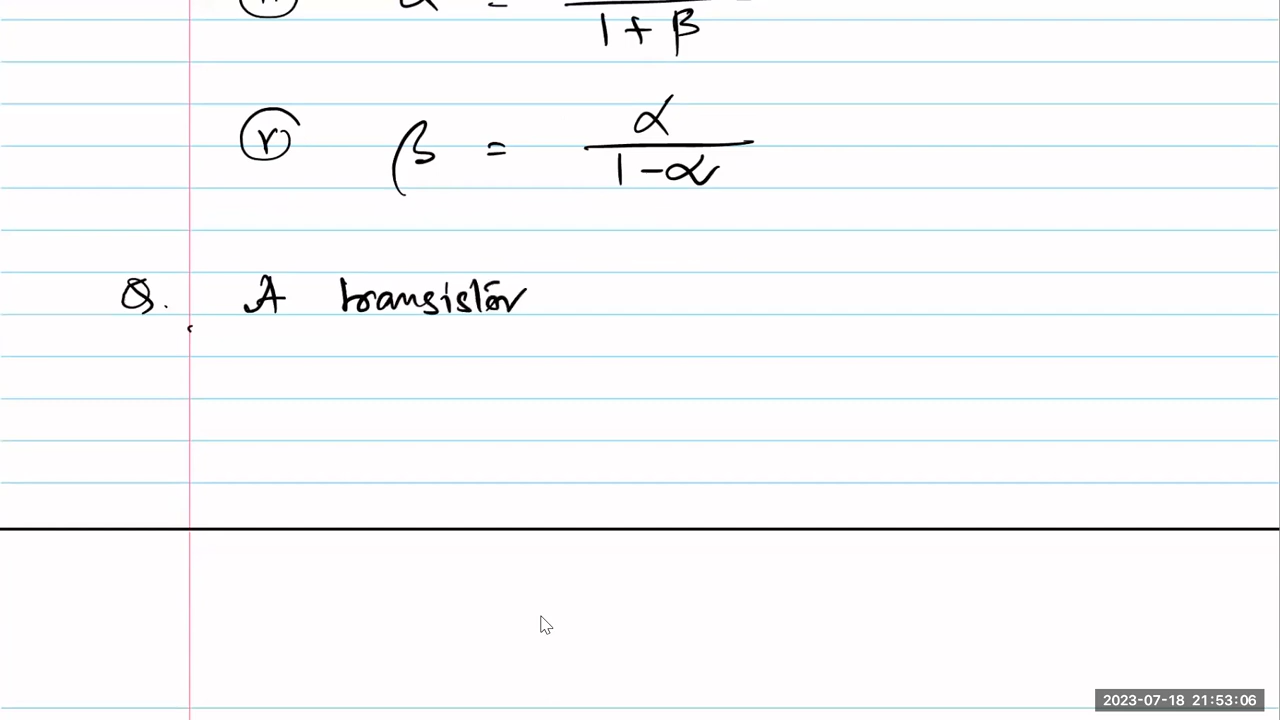 α =
1 + β
(v) β = α / 1 - α
Q. A transistor
2023-07-18 21:53:06